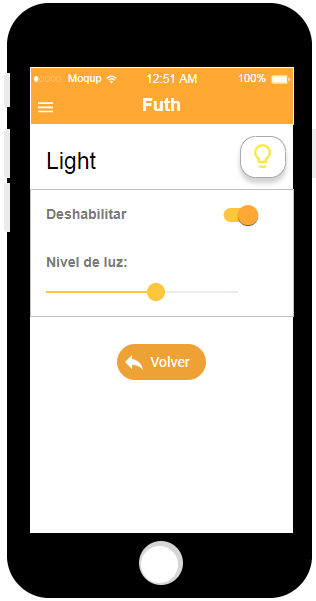 Moqup 12:51 AM 100%
Futh
Light
Deshabilitar
Nivel de luz:
Volver